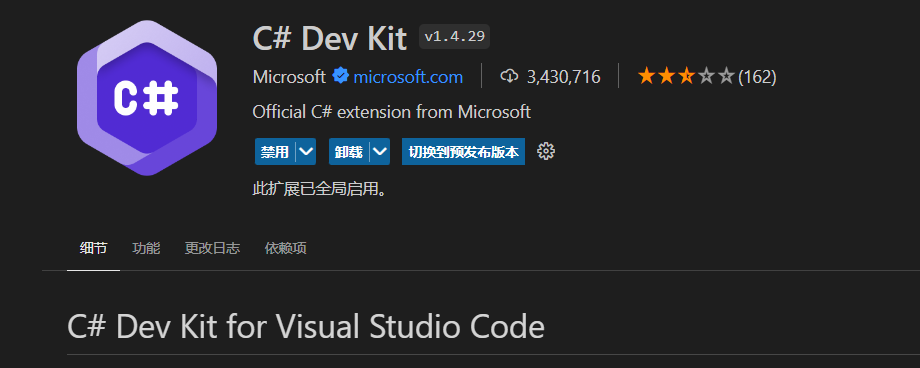 C# Dev Kit v1.4.29
C#
Microsoft microsoft.com 3,430,716 (162)
Official C# extension from Microsoft
禁用 卸载 切换到预发布版本
此扩展已全局启用。
细节 功能 更改日志 依赖项
C# Dev Kit for Visual Studio Code